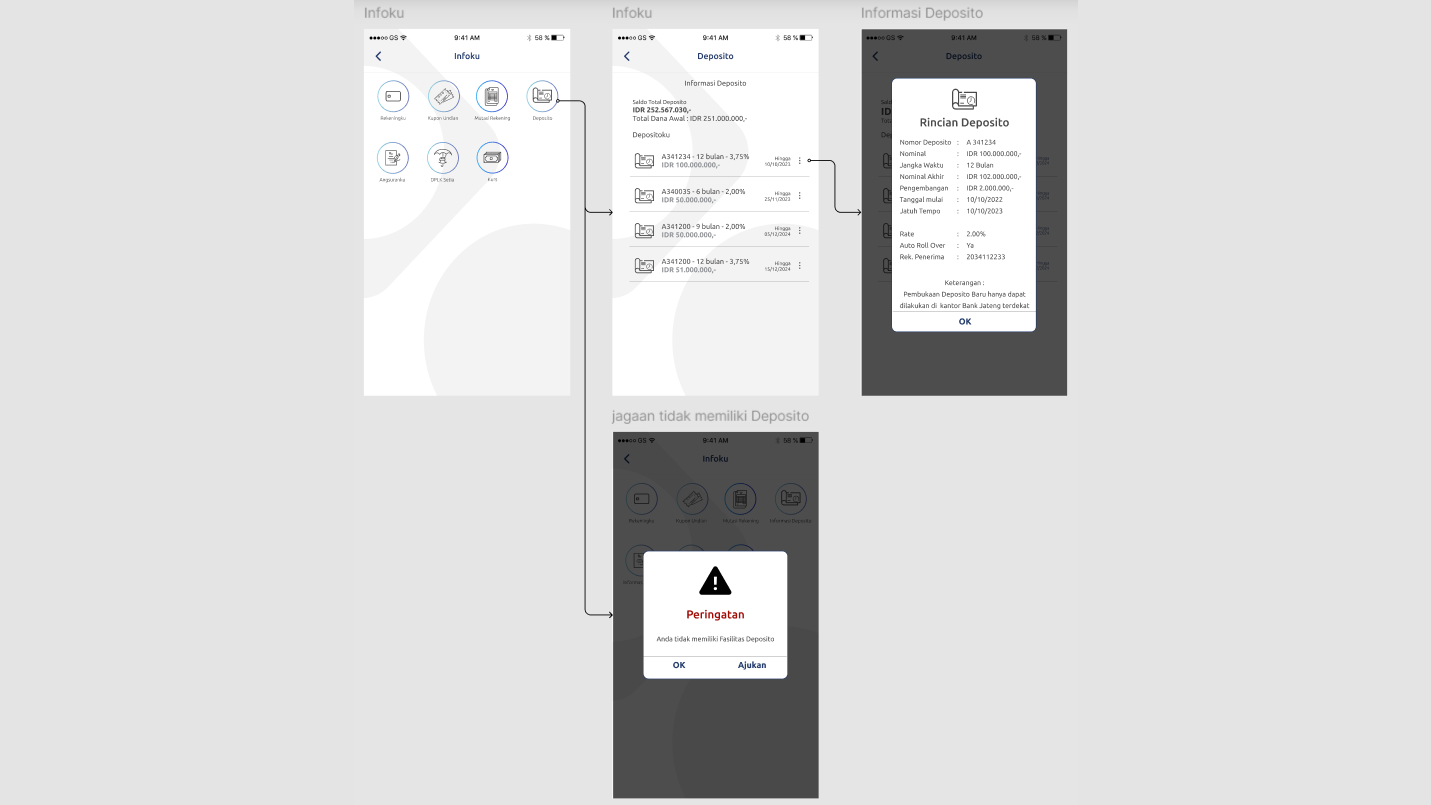 Infoku
●●●○○ GS 9:41 AM 58 %
Infoku
Rekeningku Kupon Undian Mutasi Rekening Deposito
Angsuranku DPLK Setia Kurs
Infoku
●●●○○ GS 9:41 AM 58 %
Deposito
Informasi Deposito
Saldo Total Deposito
IDR 252.567.030,-
Total Dana Awal : IDR 251.000.000,-
Depositoku
A341234 - 12 bulan - 3,75%
IDR 100.000.000,-
Hingga
10/10/2023
A340035 - 6 bulan - 2,00%
IDR 50.000.000,-
Hingga
25/11/2023
A341200 - 9 bulan - 2,00%
IDR 50.000.000,-
Hingga
05/12/2024
A341200 - 12 bulan - 3,75%
IDR 51.000.000,-
Hingga
15/12/2024
Informasi Deposito
●●●○○ GS 9:41 AM 58 %
Deposito
Rincian Deposito
Nomor Deposito : A 341234
Nominal : IDR 100.000.000,-
Jangka Waktu : 12 Bulan
Nominal Akhir : IDR 102.000.000,-
Pengembangan : IDR 2.000.000,-
Tanggal mulai : 10/10/2022
Jatuh Tempo : 10/10/2023
Rate : 2.00%
Auto Roll Over : Ya
Rek. Penerima : 2034112233
Keterangan :
Pembukaan Deposito Baru hanya dapat
dilakukan di kantor Bank Jateng terdekat
OK
jagaan tidak memiliki Deposito
●●●○○ GS 9:41 AM 58 %
Infoku
Rekeningku Kupon Undian Mutasi Rekening Informasi Deposito
Peringatan
Anda tidak memiliki Fasilitas Deposito
OK Ajukan